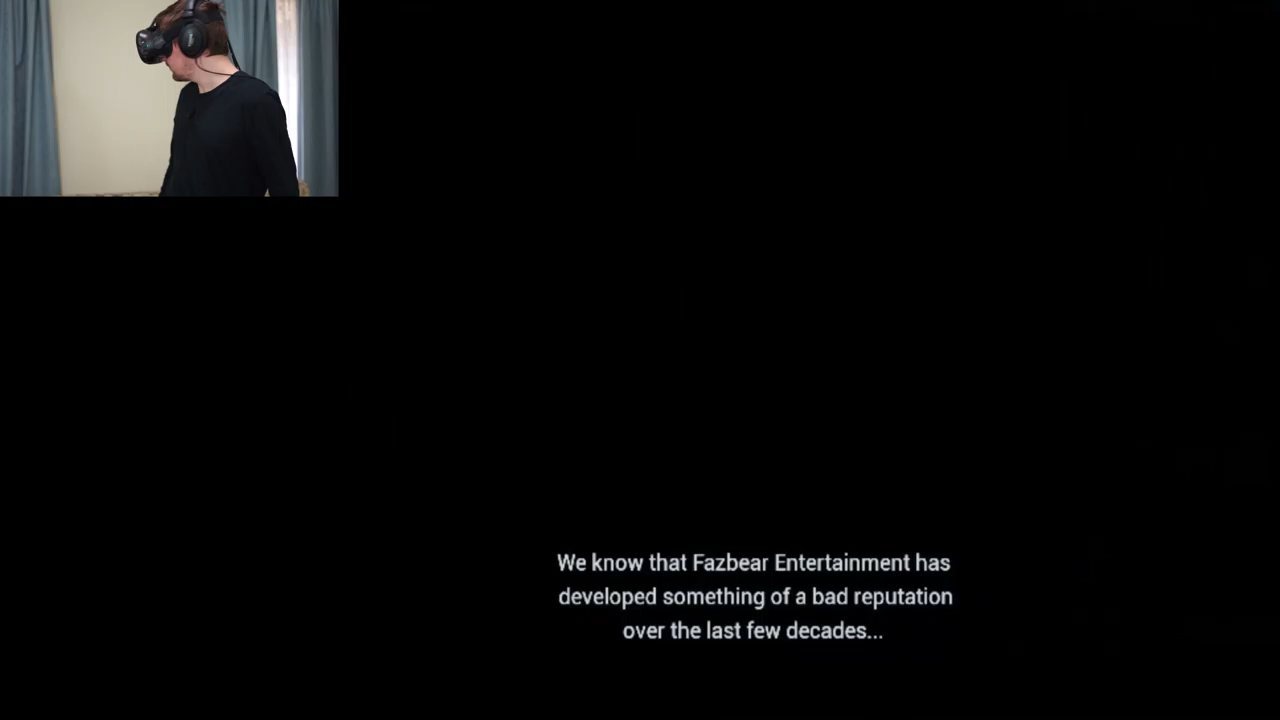 We know that Fazbear Entertainment has
developed something of a bad reputation
over the last few decades...